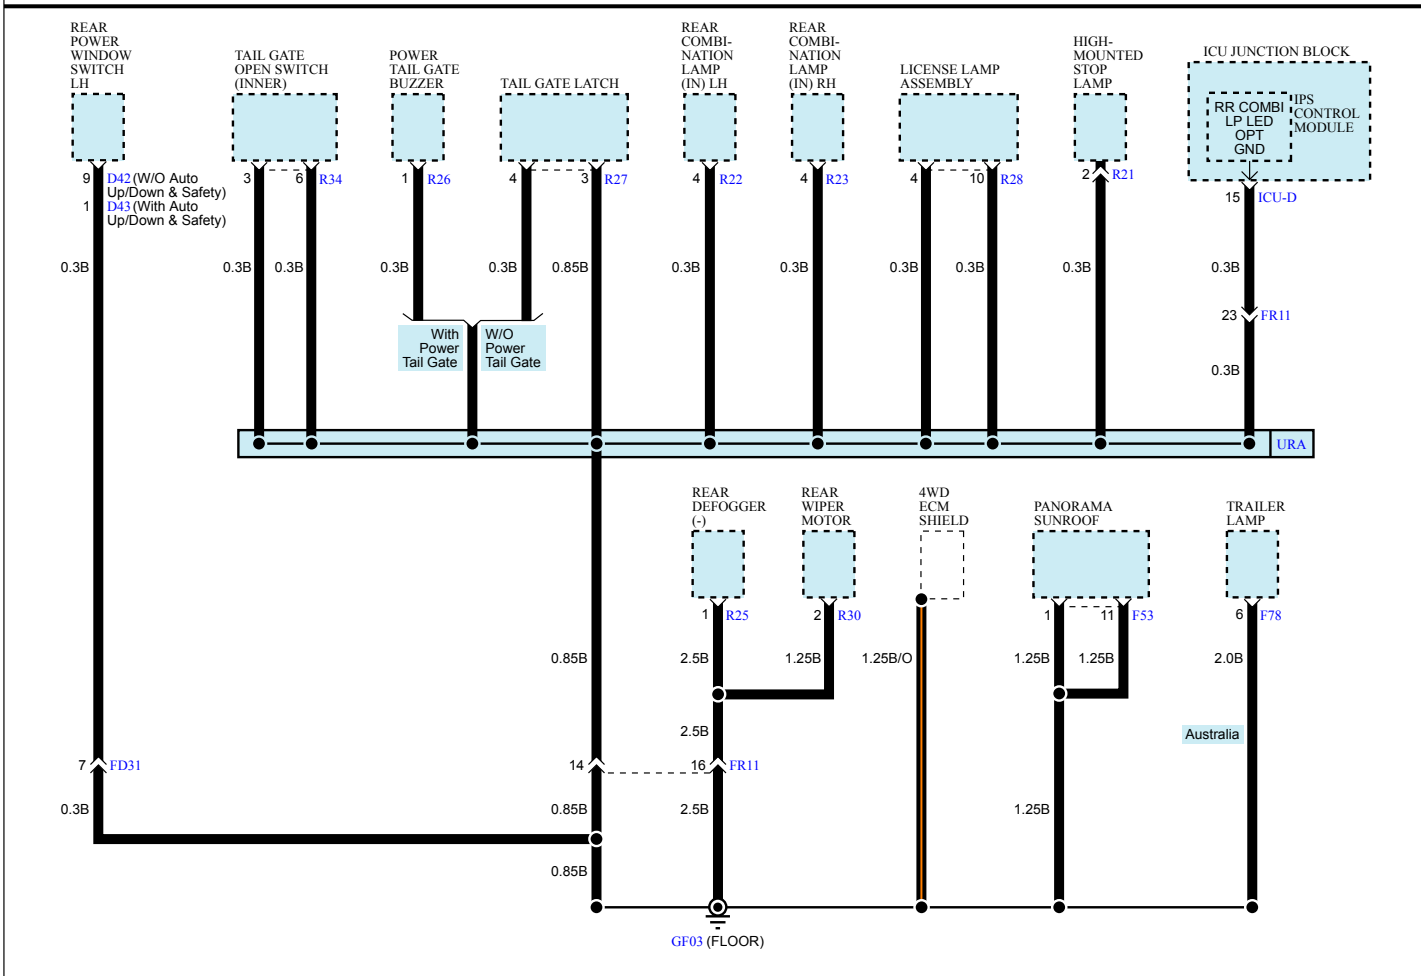 REAR
POWER
WINDOW
SWITCH
LH
TAIL GATE
OPEN SWITCH
(INNER)
POWER
TAIL GATE
BUZZER
TAIL GATE LATCH
REAR
COMBI-
NATION
LAMP
(IN) LH
REAR
COMBI-
NATION
LAMP
(IN) RH
LICENSE LAMP
ASSEMBLY
HIGH-
MOUNTED
STOP
LAMP
ICU JUNCTION BLOCK
RR COMBI
LP LED
OPT
GND
IPS
CONTROL
MODULE
9 D42 (W/O Auto
Up/Down & Safety)
1 D43 (With Auto
Up/Down & Safety)
3 6 R34
1 R26
4 3 R27
4 R22
4 R23
4 10 R28
2 R21
15 ICU-D
0.3B 0.3B 0.3B 0.3B 0.3B 0.85B 0.3B 0.3B 0.3B 0.3B 0.3B 0.3B
23 FR11
With
Power
Tail Gate
W/O
Power
Tail Gate
0.3B
URA
REAR
DEFOGGER
(-)
REAR
WIPER
MOTOR
4WD
ECM
SHIELD
PANORAMA
SUNROOF
TRAILER
LAMP
1 R25
2 R30
1 11 F53
6 F78
0.85B 2.5B 1.25B 1.25B/O 1.25B 1.25B 2.0B
2.5B
Australia
7 FD31
14 16 FR11
0.3B 0.85B 2.5B 1.25B
0.85B
GF03 (FLOOR)